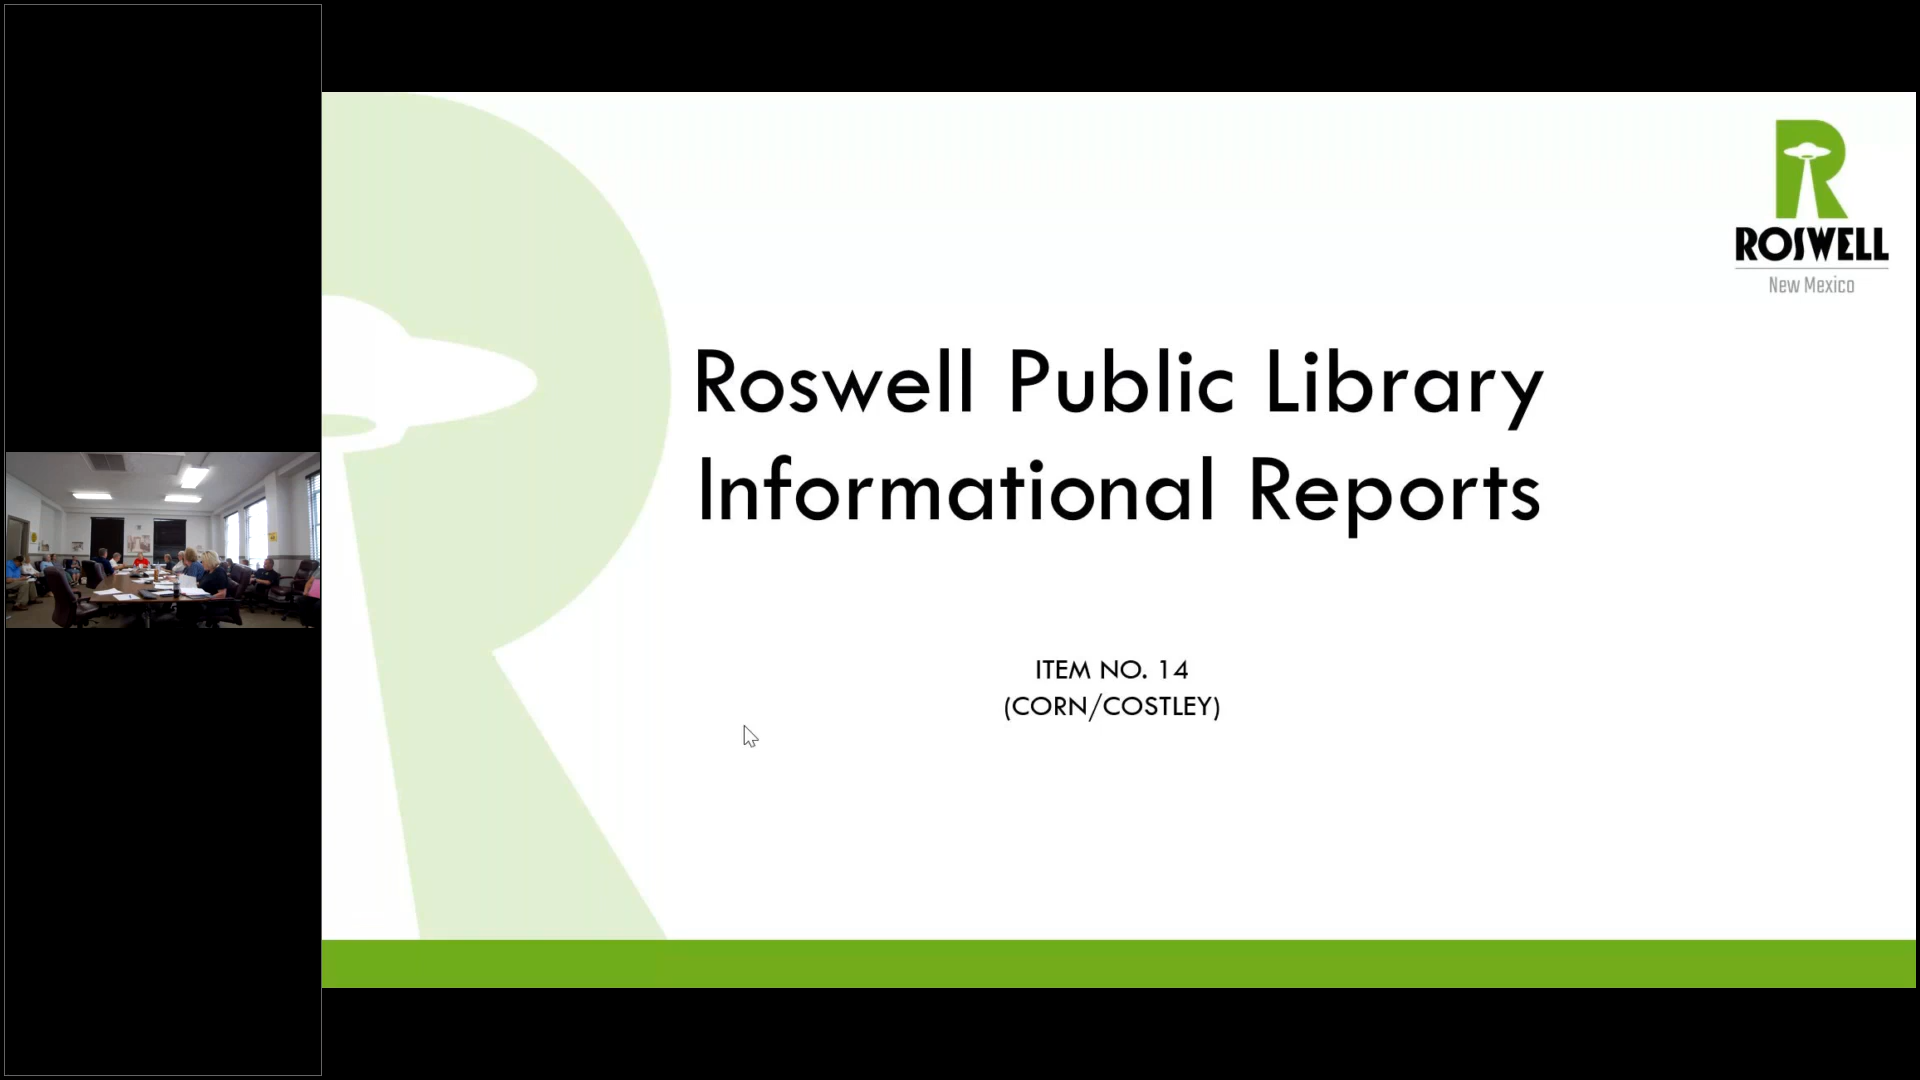 ROSWELL
New Mexico
Roswell Public Library
Informational Reports
ITEM NO. 14
(CORN/COSTLEY)